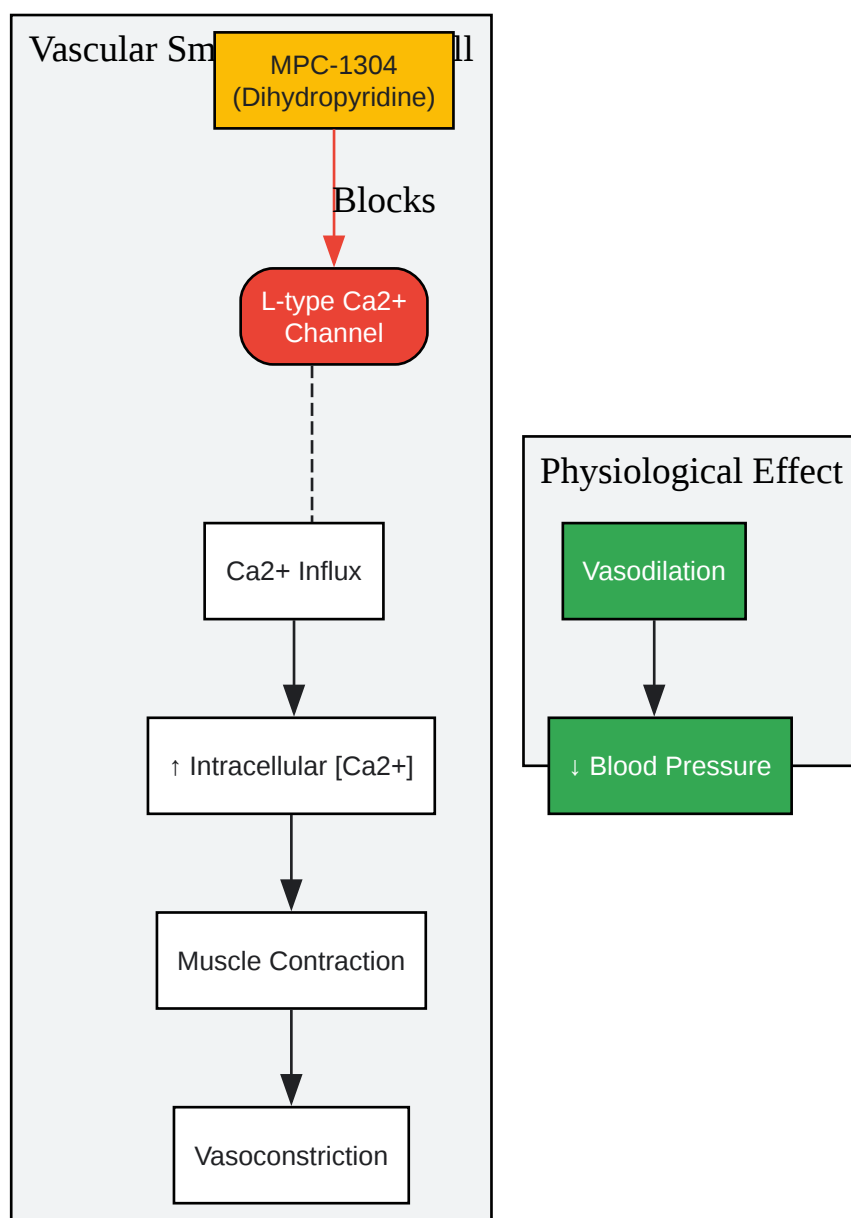 Vascular Sm ll
MPC-1304
(Dihydropyridine)
Blocks
L-type Ca2+
Channel
Ca2+ Influx
↑ Intracellular [Ca2+]
Muscle Contraction
Vasoconstriction
Physiological Effect
Vasodilation
↓ Blood Pressure